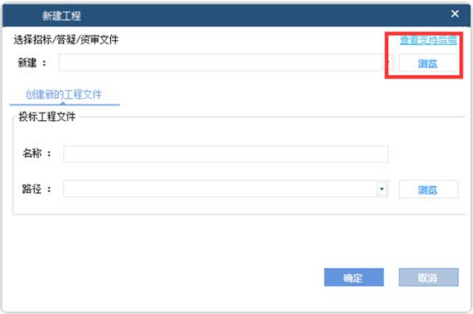 新建工程
选择招标/答疑/资审文件 查看支持后缀
新建： 浏览
创建新的工程文件
投标工程文件
名称：
路径： 浏览
确定 取消